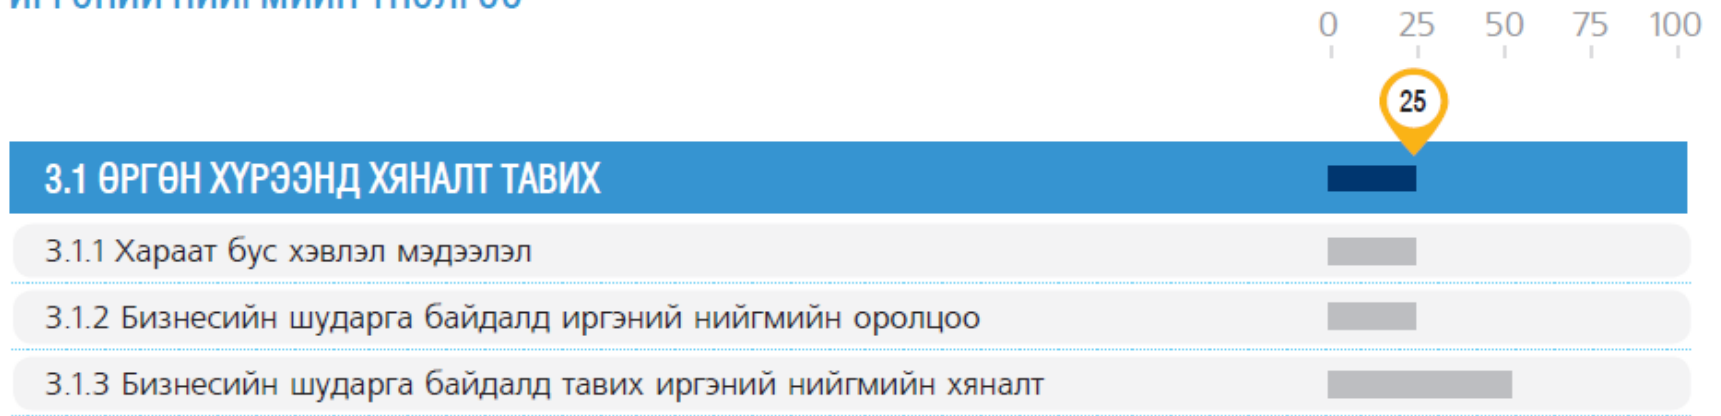 0 25 50 75 100
25
3.1 ӨРГӨН ХҮРЭЭНД ХЯНАЛТ ТАВИХ
3.1.1 Хараат бус хэвлэл мэдээлэл
3.1.2 Бизнесийн шударга байдалд иргэний нийгмийн оролцоо
3.1.3 Бизнесийн шударга байдалд тавих иргэний нийгмийн хяналт